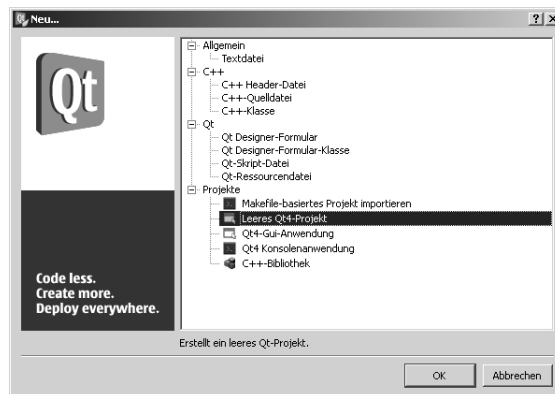 Neu...
Qt
Code less.
Create more.
Deploy everywhere.
Allgemein
Textdatei
C++
C++ Header-Datei
C++-Quelldatei
C++-Klasse
Qt
Qt Designer-Formular
Qt Designer-Formular-Klasse
Qt-Skript-Datei
Qt-Ressourcendatei
Projekte
Makefile-basiertes Projekt importieren
Leeres Qt4-Projekt
Qt4-Gui-Anwendung
Qt4 Konsolenanwendung
C++-Bibliothek
Erstellt ein leeres Qt-Projekt.
OK
Abbrechen